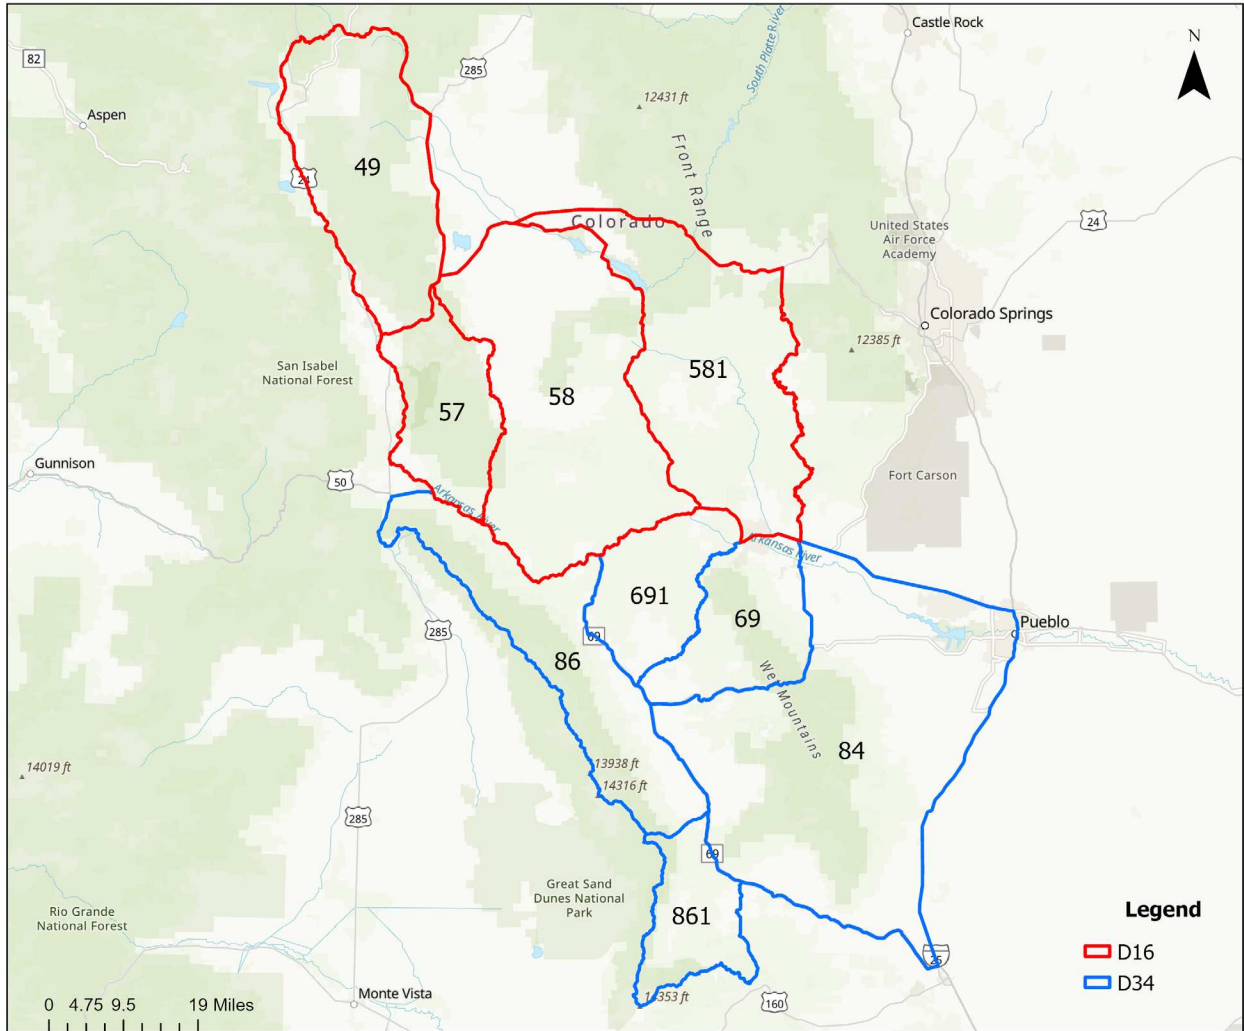 Castle Rock
N
82
285
South Platte River
12431 ft
Aspen
Front Range
49
24
Colorado
United States
Air Force
Academy
24
Colorado Springs
12385 ft
San Isabel
National Forest
581
58
57
Gunnison
50
Fort Carson
Arkansas River
Arkansas River
691
69
Pueblo
285
69
86
Wet Mountains
84
13938 ft
14019 ft
14316 ft
285
69
Great Sand
Dunes National
Park
861
Rio Grande
National Forest
Legend
D16
25
D34
Monte Vista
160
0 4.75 9.5 19 Miles